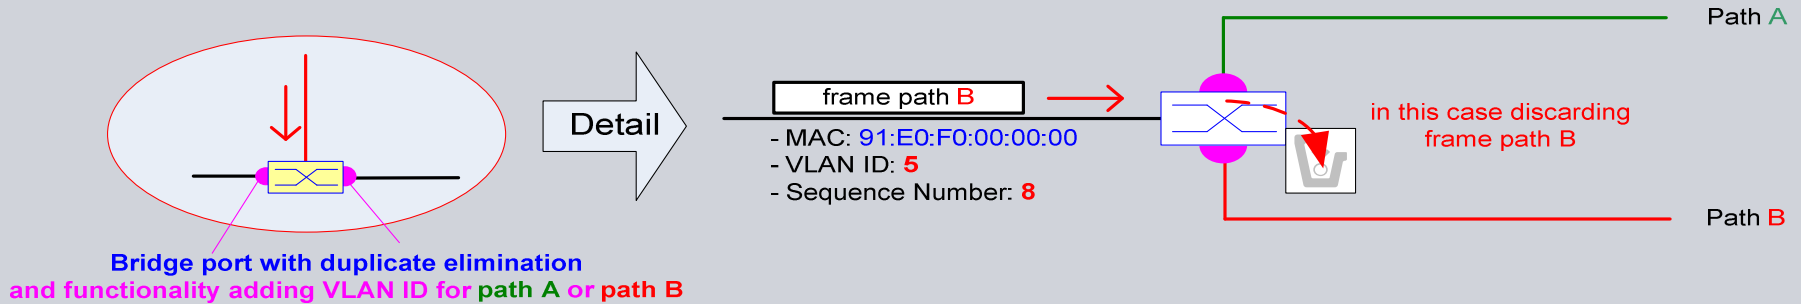 Bridge port with duplicate elimination
and functionality adding VLAN ID for path A or path B
Detail
frame path B
- MAC: 91:E0:F0:00:00:00
- VLAN ID: 5
- Sequence Number: 8
Path A
in this case discarding
frame path B
Path B